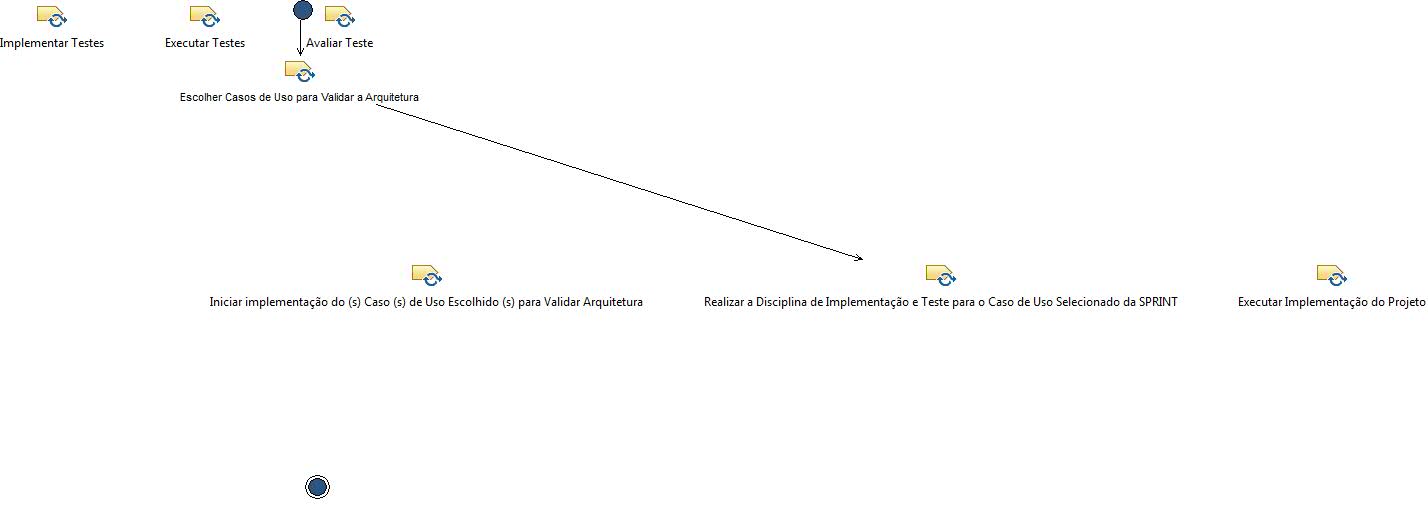 Implementar Testes
Executar Testes
Avaliar Teste
Escolher Casos de Uso para Validar a Arquitetura
Iniciar implementação do (s) Caso (s) de Uso Escolhido (s) para Validar Arquitetura
Realizar a Disciplina de Implementação e Teste para o Caso de Uso Selecionado da SPRINT
Executar Implementação do Projeto